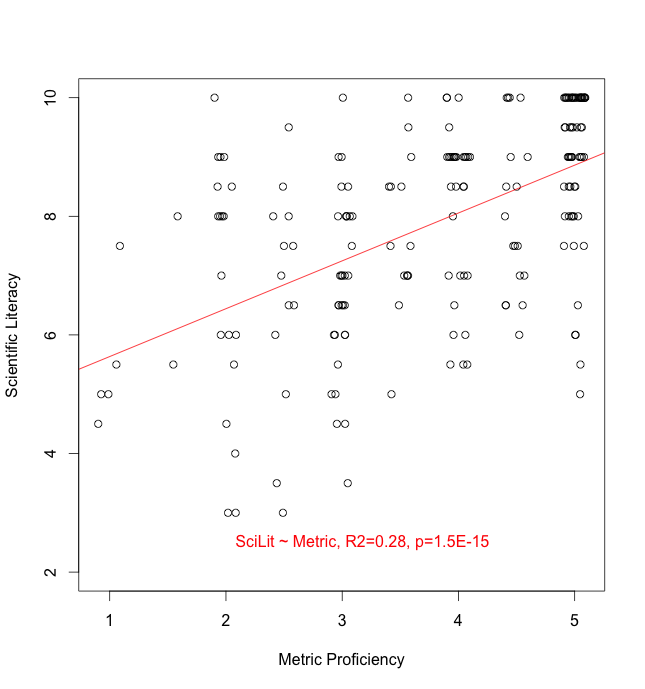 10
8
6
4
2
Scientific Literacy
SciLit ~ Metric, R2=0.28, p=1.5E-15
1 2 3 4 5
Metric Proficiency